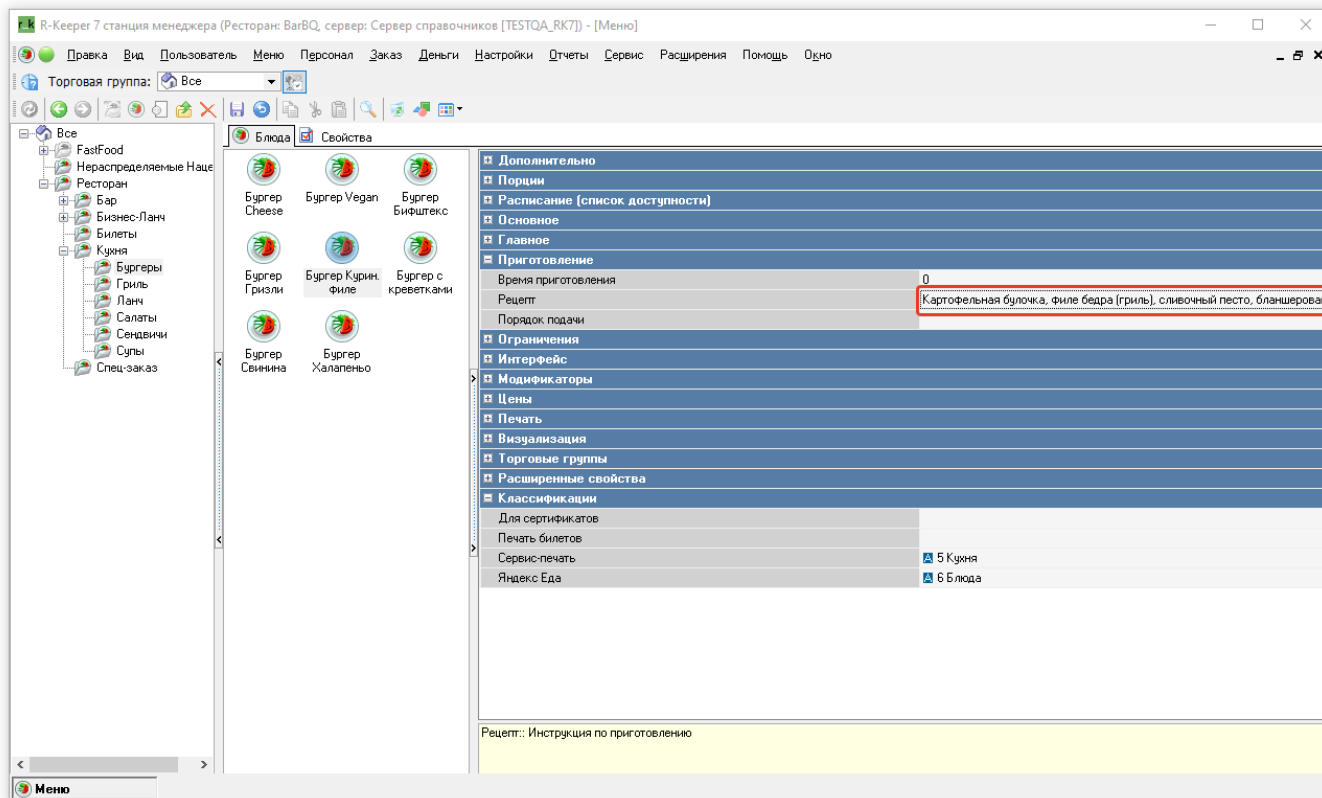 r_k R-Keeper 7 станция менеджера (Ресторан: BarBQ, сервер: Сервер справочников [TESTQA_RK7]) - [Меню]
Правка Вид Пользователь Меню Персонал Заказ Деньги Настройки Отчеты Сервис Расширения Помощь Окно
Торговая группа: Все
Блюда Свойства
Все
FastFood
Нераспределяемые Наце
Ресторан
Бар
Бизнес-Ланч
Билеты
Кухня
Бургеры
Гриль
Ланч
Салаты
Сендвичи
Супы
Спец-заказ
Бургер Cheese
Бургер Vegan
Бургер Бифштекс
Бургер Гризли
Бургер Курин. филе
Бургер с креветками
Бургер Свинина
Бургер Халапеньо
Дополнительно
Порции
Расписание (список доступности)
Основное
Главное
Приготовление
Время приготовления 0
Рецепт Картофельная булочка, филе бедра (гриль), сливочный песто, бланширова
Порядок подачи
Ограничения
Интерфейс
Модификаторы
Цены
Печать
Визуализация
Торговые группы
Расширенные свойства
Классификации
Для сертификатов
Печать билетов
Сервис-печать A 5 Кухня
Яндекс Еда A 6 Блюда
Рецепт:: Инструкция по приготовлению
Меню